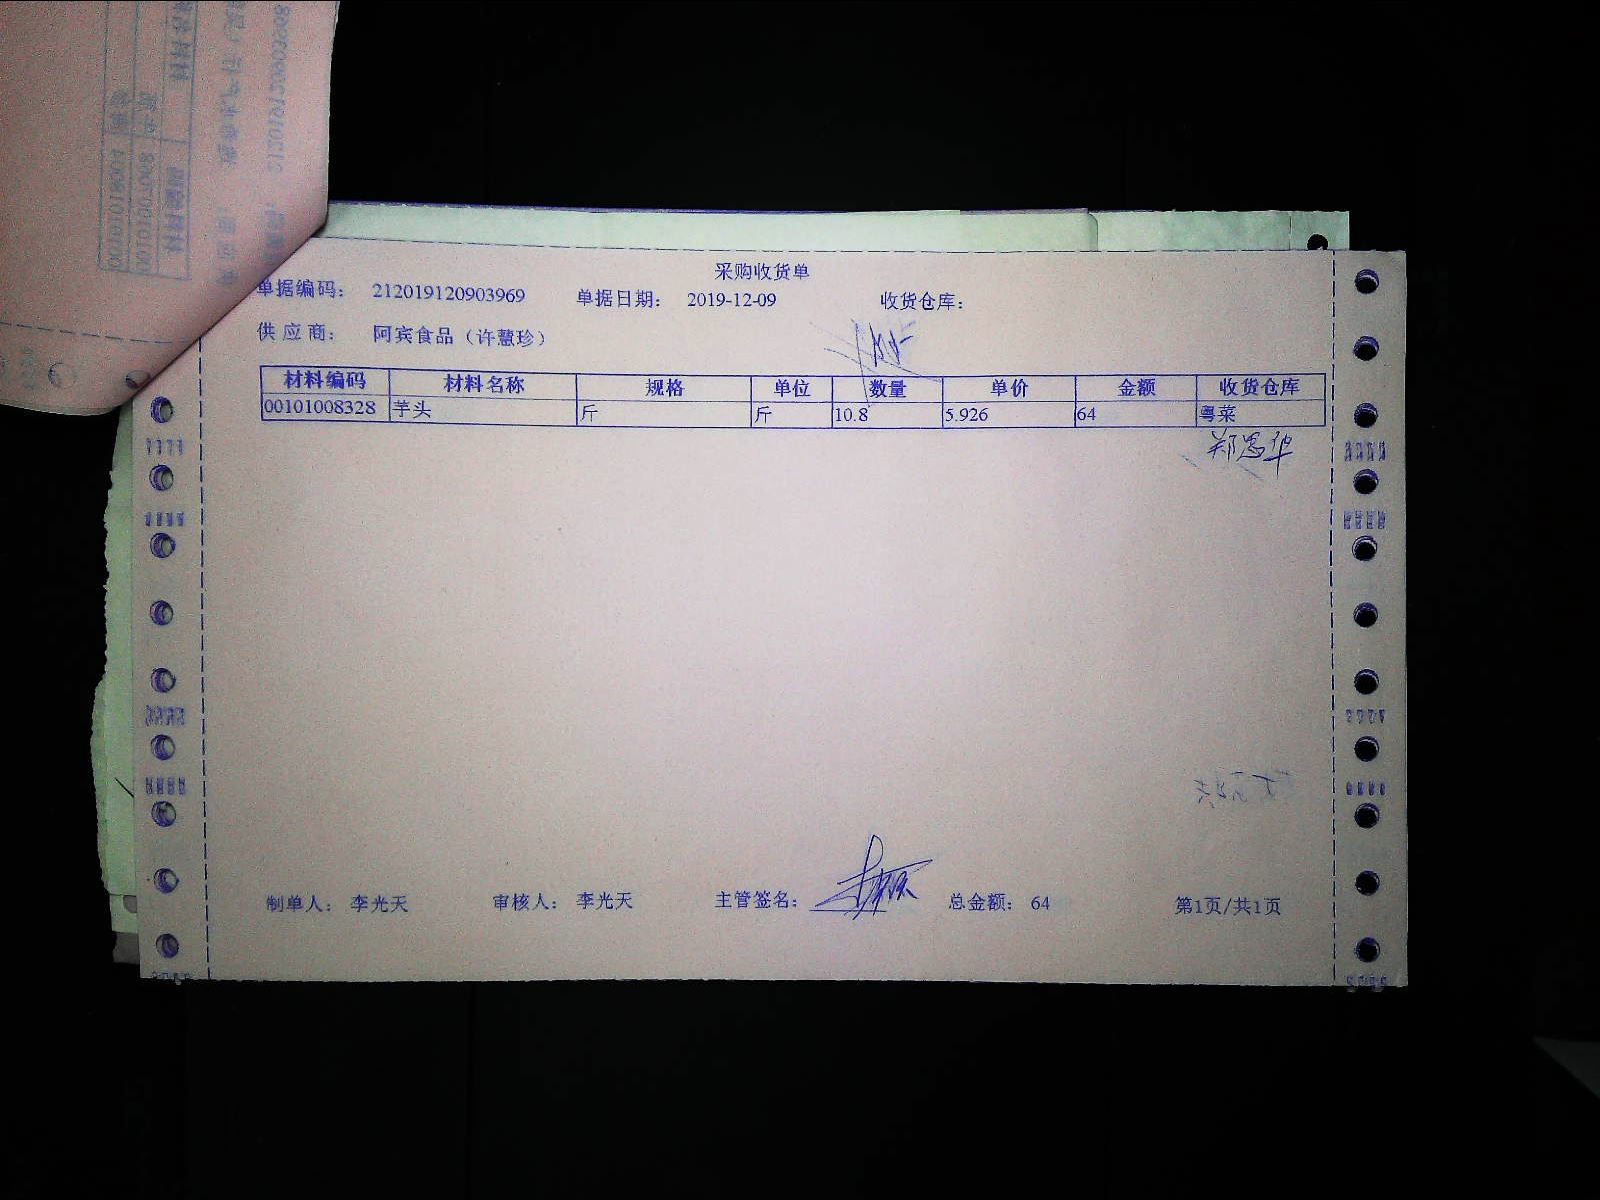 采购收货单
单据编码： 212019120903969 单据日期： 2019-12-09 收货仓库：
供应商： 阿宾食品（许慧珍）
材料编码 材料名称 规格 单位 数量 单价 金额 收货仓库
00101008328 芋头 斤 斤 10.8 5.926 64 粤菜
制单人： 李光天 审核人： 李光天 主管签名： 总金额： 64 第1页/共1页